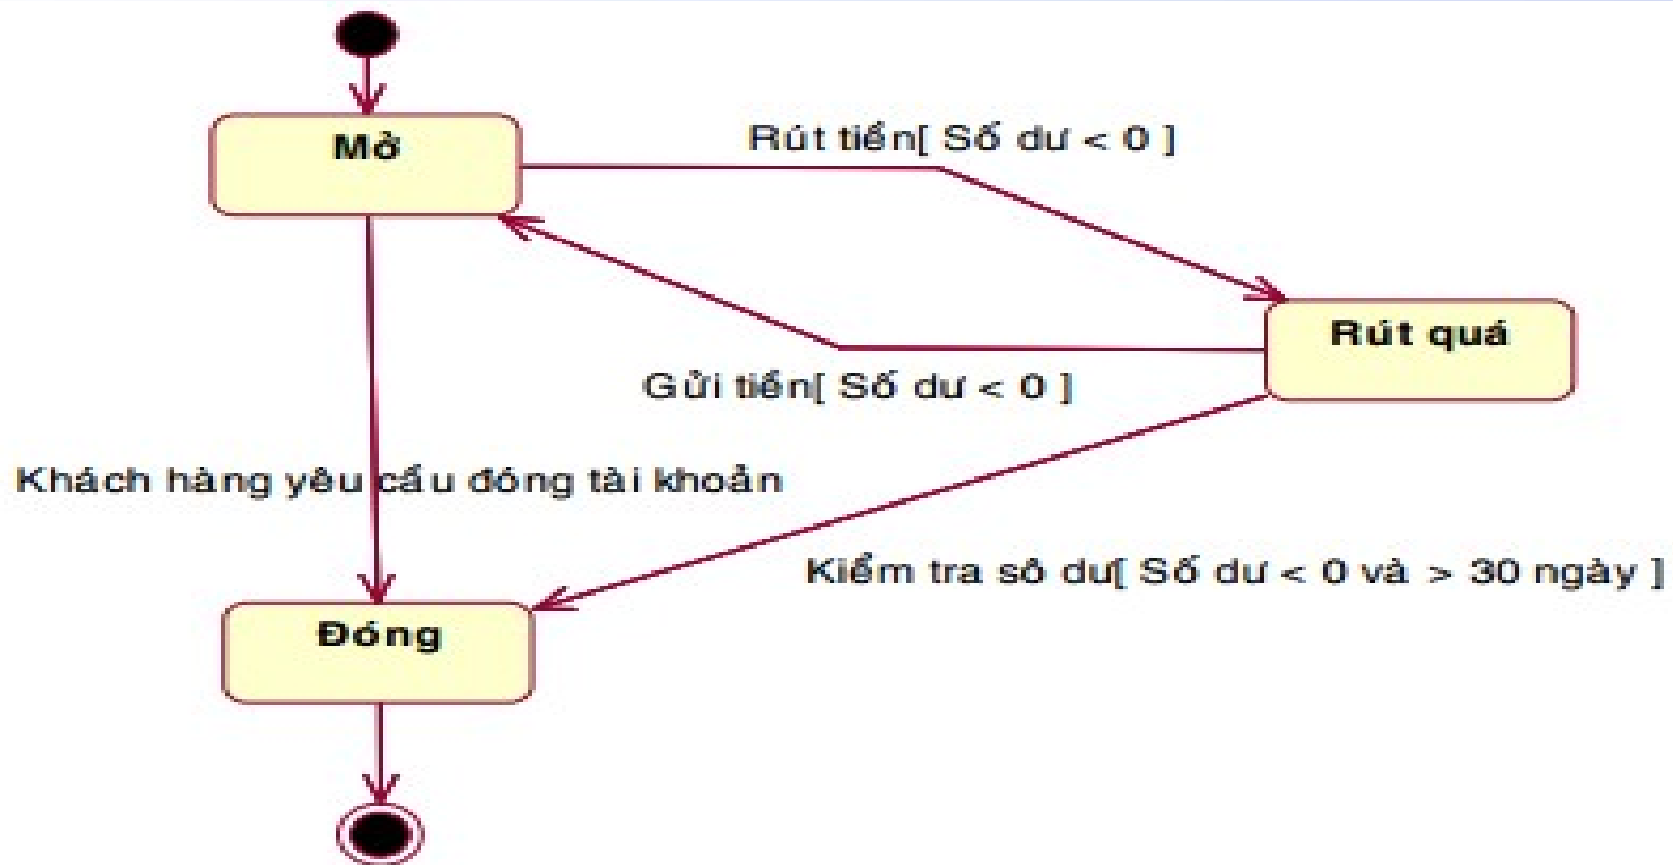 Mở
Rút tiền[ Số dư < 0 ]
Rút quá
Gửi tiền[ Số dư < 0 ]
Khách hàng yêu cầu đóng tài khoản
Kiểm tra sô dư[ Số dư < 0 và > 30 ngày ]
Đóng